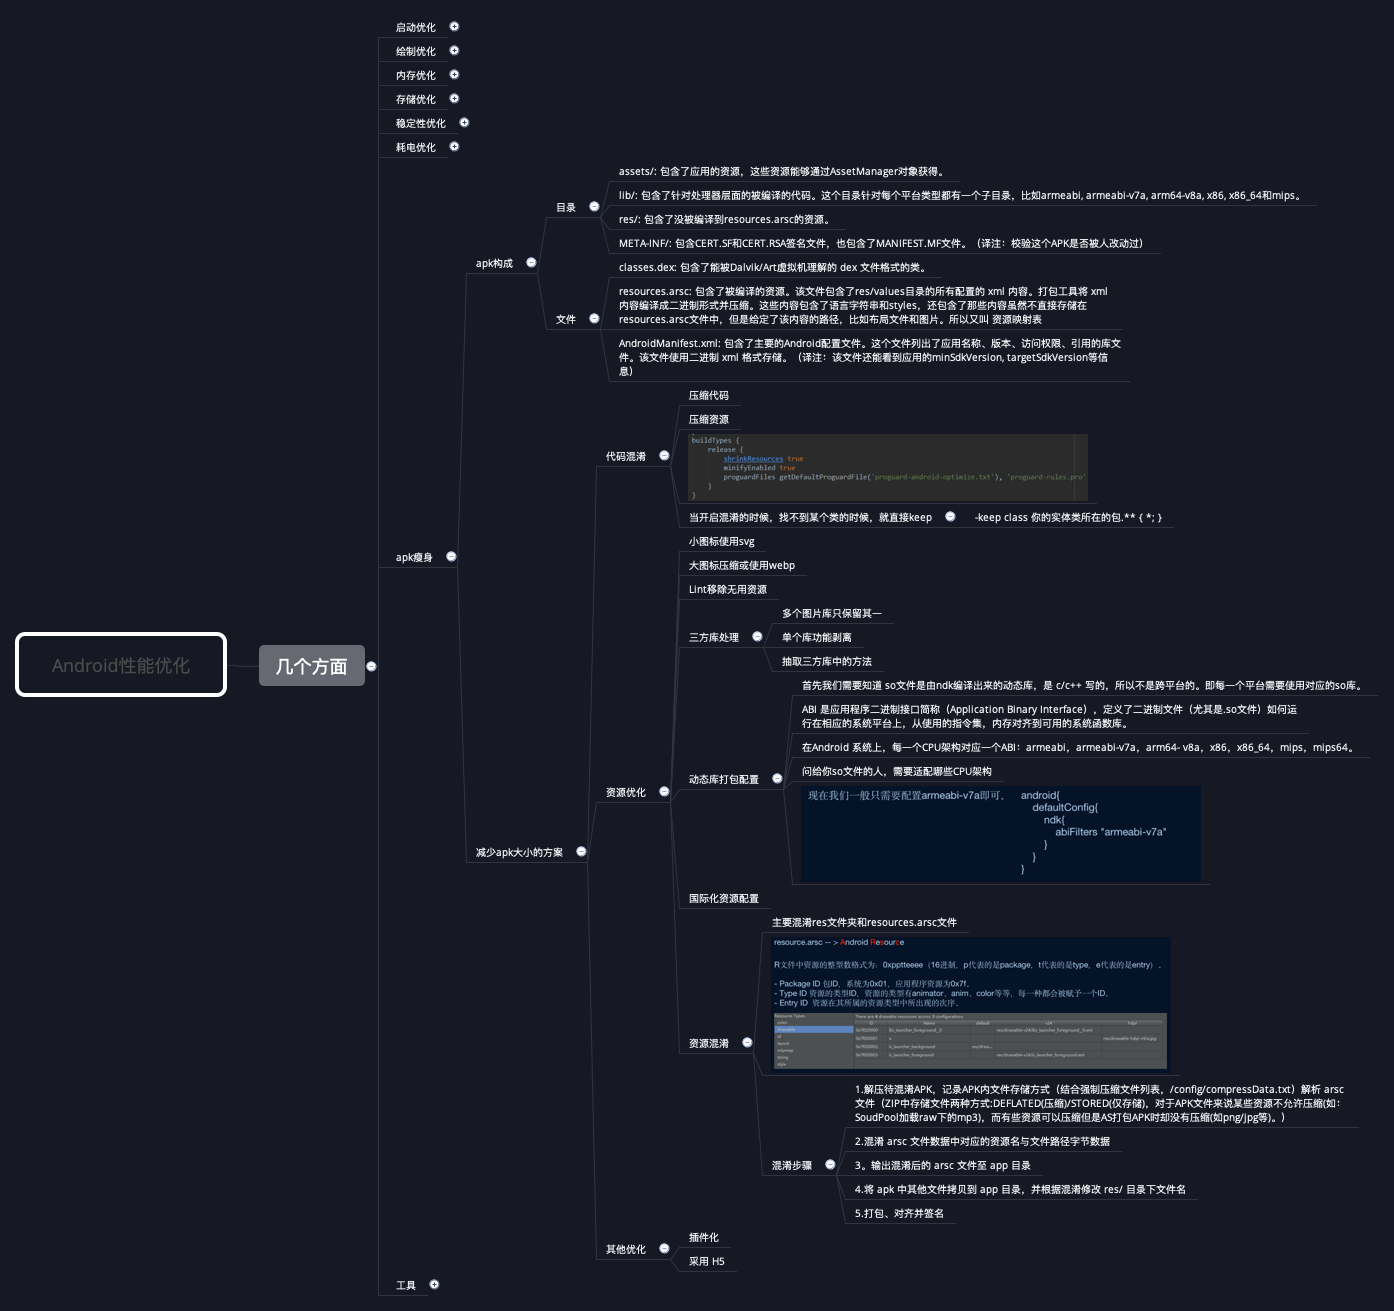 启动优化
绘制优化
内存优化
存储优化
稳定性优化
耗电优化
assets/: 包含了应用的资源，这些资源能够通过AssetManager对象获得。
lib/: 包含了针对处理器层面的被编译的代码。这个目录针对每个平台类型都有一个子目录，比如armeabi, armeabi-v7a, arm64-v8a, x86, x86_64和mips。
目录
res/: 包含了没被编译到resources.arsc的资源。
META-INF/: 包含CERT.SF和CERT.RSA签名文件，也包含了MANIFEST.MF文件。（译注：校验这个APK是否被人改动过）
apk构成
classes.dex: 包含了能被Dalvik/Art虚拟机理解的 dex 文件格式的类。
resources.arsc: 包含了被编译的资源。该文件包含了res/values目录的所有配置的 xml 内容。打包工具将 xml
内容编译成二进制形式并压缩。这些内容包含了语言字符串和styles，还包含了那些内容虽然不直接存储在
resources.arsc文件中，但是给定了该内容的路径，比如布局文件和图片。所以又叫 资源映射表
文件
AndroidManifest.xml: 包含了主要的Android配置文件。这个文件列出了应用名称、版本、访问权限、引用的库文
件。该文件使用二进制 xml 格式存储。（译注：该文件还能看到应用的minSdkVersion, targetSdkVersion等信
息）
压缩代码
压缩资源
代码混淆
buildTypes {
release {
shrinkResources true
minifyEnabled true
proguardFiles getDefaultProguardFile('proguard-android-optimize.txt'), 'proguard-rules.pro'
}
}
当开启混淆的时候，找不到某个类的时候，就直接keep
-keep class 你的实体类所在的包.** { *; }
apk瘦身
小图标使用svg
大图标压缩或使用webp
Lint移除无用资源
多个图片库只保留其一
三方库处理
单个库功能剥离
抽取三方库中的方法
Android性能优化
几个方面
首先我们需要知道 so文件是由ndk编译出来的动态库，是 c/c++ 写的，所以不是跨平台的。即每一个平台需要使用对应的so库。
ABI 是应用程序二进制接口简称（Application Binary Interface），定义了二进制文件（尤其是.so文件）如何运
行在相应的系统平台上，从使用的指令集，内存对齐到可用的系统函数库。
在Android 系统上，每一个CPU架构对应一个ABI：armeabi，armeabi-v7a，arm64- v8a，x86，x86_64，mips，mips64。
动态库打包配置
问给你so文件的人，需要适配哪些CPU架构
资源优化
现在我们一般只需要配置armeabi-v7a即可。
android{
defaultConfig{
ndk{
abiFilters "armeabi-v7a"
}
}
}
减少apk大小的方案
国际化资源配置
主要混淆res文件夹和resources.arsc文件
resource.arsc -- > Android Resource
R文件中资源的整型数格式为：0xpptteeee（16进制，p代表的是package，t代表的是type，e代表的是entry）。
- Package ID 包ID，系统为0x01，应用程序资源为0x7f。
- Type ID 资源的类型ID，资源的类型有animator、anim、color等等，每一种都会被赋予一个ID。
- Entry ID 资源在其所属的资源类型中所出现的次序。
Resource Types
There are 4 drawable resources across 3 configurations
color
ID Name default v24 hdpi
drawable
id
layout
mipmap
string
style
资源混淆
1.解压待混淆APK，记录APK内文件存储方式（结合强制压缩文件列表，/config/compressData.txt）解析 arsc
文件（ZIP中存储文件两种方式:DEFLATED(压缩)/STORED(仅存储)，对于APK文件来说某些资源不允许压缩(如：
SoudPool加载raw下的mp3)，而有些资源可以压缩但是AS打包APK时却没有压缩(如png/jpg等)。）
2.混淆 arsc 文件数据中对应的资源名与文件路径字节数据
混淆步骤
3。输出混淆后的 arsc 文件至 app 目录
4.将 apk 中其他文件拷贝到 app 目录，并根据混淆修改 res/ 目录下文件名
5.打包、对齐并签名
插件化
其他优化
采用 H5
工具